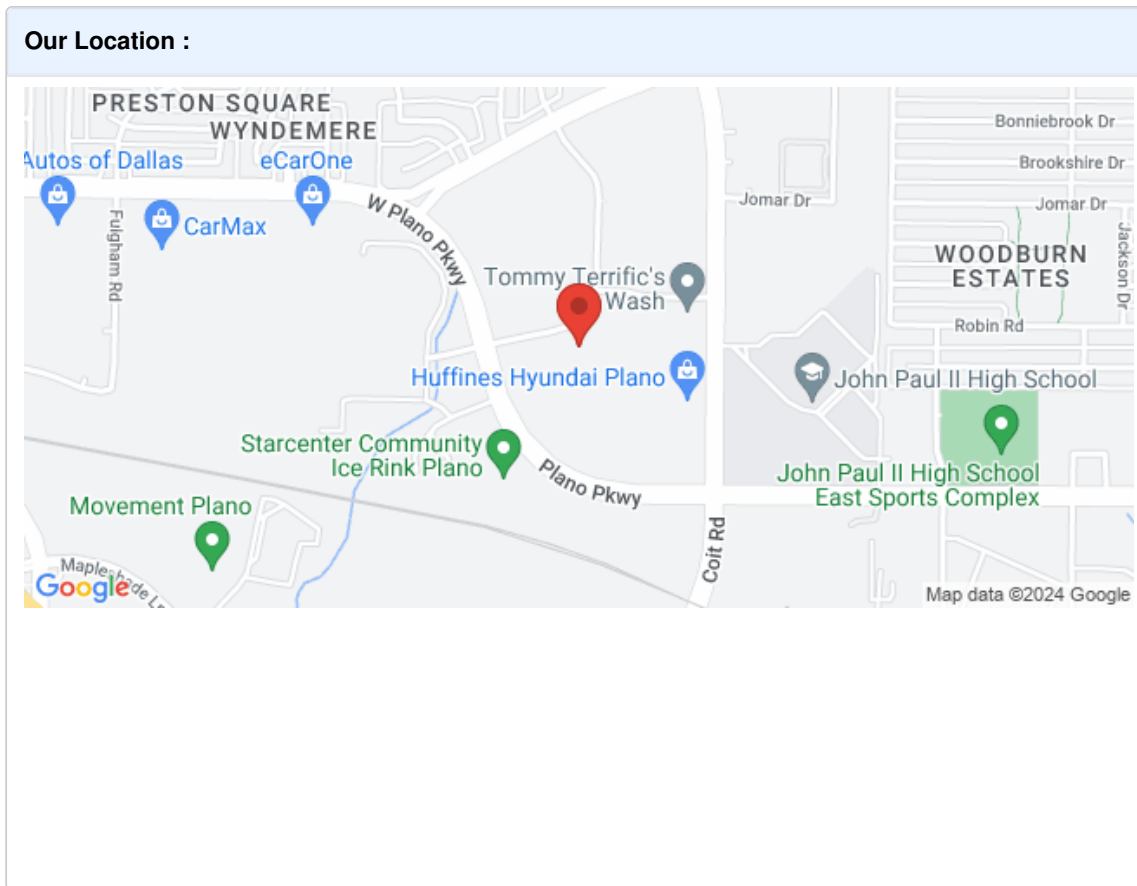 Our Location :
PRESTON SQUARE
WYNDEMERE
Bonniebrook Dr
Autos of Dallas
eCarOne
Brookshire Dr
Jomar Dr
Jomar Dr
CarMax
W Plano Pkwy
Fulgham Rd
Jackson Dr
WOODBURN
ESTATES
Tommy Terrific's
Wash
Robin Rd
Huffines Hyundai Plano
John Paul II High School
Starcenter Community
Ice Rink Plano
Plano Pkwy
John Paul II High School
East Sports Complex
Movement Plano
Coit Rd
Mapleshade Ln
Google
Map data ©2024 Google